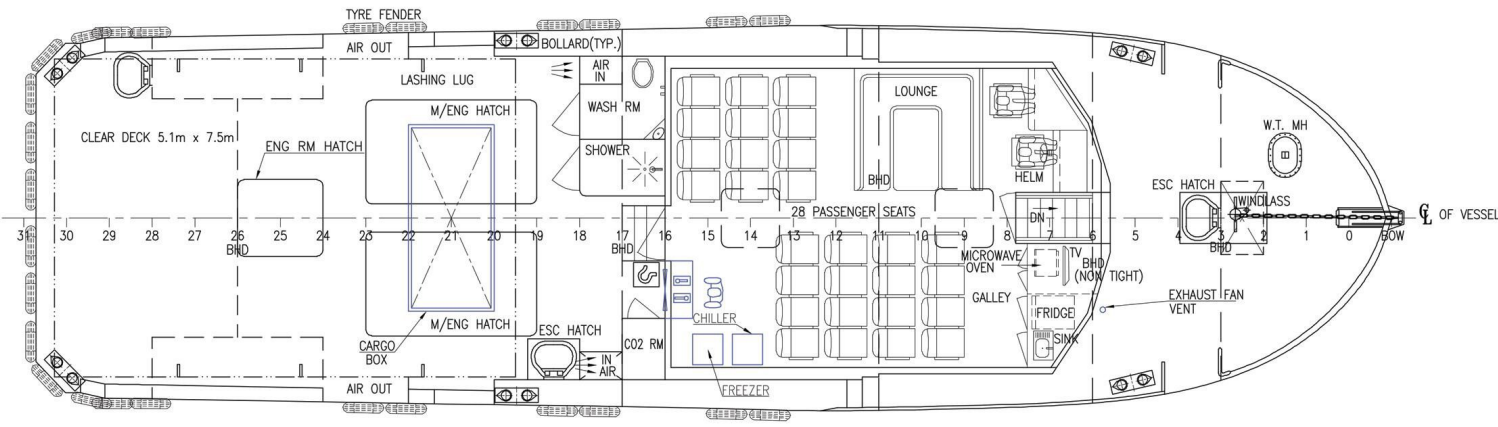 TYRE FENDER
AIR OUT
BOLLARD(TYP.)
LASHING LUG
AIR
IN
M/ENG HATCH
WASH RM
LOUNGE
W.T. MH
CLEAR DECK 5.1m x 7.5m
ENG RM HATCH
SHOWER
HELM
BHD
ESC HATCH
WINDLASS
28 PASSENGER SEATS
DN
℄ OF VESSEL
31 30 29 28 27 26 25 24 23 22 21 20 19 18 17 16 15 14 13 12 11 10 9 8 7 6 5 4 3 2 1 0 BOW
BHD
BHD
BHD
MICROWAVE
OVEN
TV
BHD
(NON TIGHT)
GALLEY
EXHAUST FAN
VENT
FRIDGE
SINK
CHILLER
M/ENG HATCH
ESC HATCH
CARGO
BOX
CO2 RM
IN
AIR
AIR OUT
FREEZER